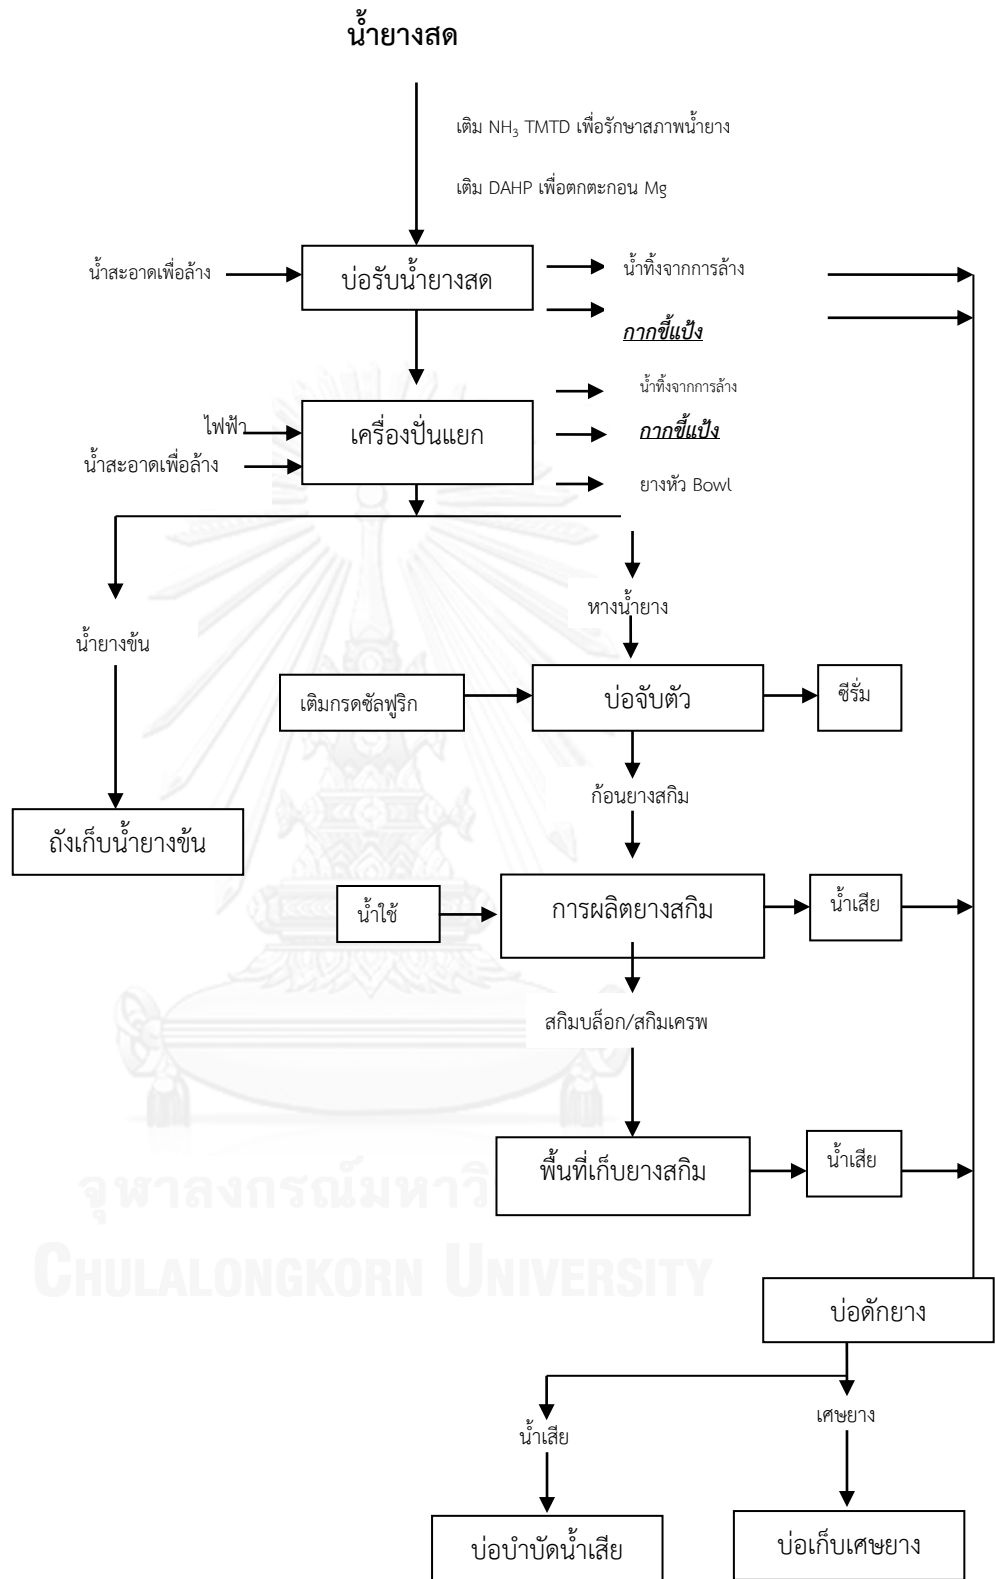 น้ำยางสด
เติม NH₃ TMTD เพื่อรักษาสภาพน้ำยาง
เติม DAHP เพื่อตกตะกอน Mg
น้ำสะอาดเพื่อล้าง
บ่อรับน้ำยางสด
น้ำทิ้งจากการล้าง
กากขี้แป้ง
น้ำทิ้งจากการล้าง
ไฟฟ้า
เครื่องปั่นแยก
กากขี้แป้ง
น้ำสะอาดเพื่อล้าง
ยางหัว Bowl
หางน้ำยาง
น้ำยางข้น
เติมกรดซัลฟูริก
บ่อจับตัว
ซีรั่ม
ก้อนยางสกิม
ถังเก็บน้ำยางข้น
น้ำใช้
การผลิตยางสกิม
น้ำเสีย
สกิมบล็อก/สกิมเครพ
พื้นที่เก็บยางสกิม
น้ำเสีย
จุฬาลงกรณ์มหาวิ
CHULALONGKORN UNIVERSITY
บ่อดักยาง
เศษยาง
น้ำเสีย
บ่อบำบัดน้ำเสีย
บ่อเก็บเศษยาง